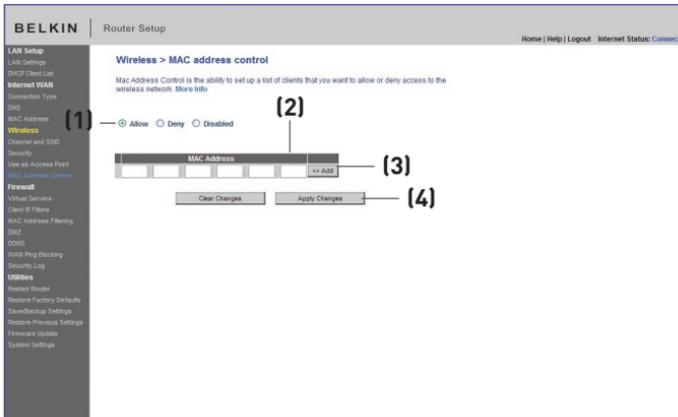 BELKIN | Router Setup
Home | Help | Logout Internet Status: Connec
LAN Setup
LAN Settings
DHCP Client List
Internet WAN
Connection Type
DNS
MAC Address
Wireless
Channel and SSID
Security
Use as Access Point
MAC Address Control
Firewall
Virtual Servers
Client IP Filters
MAC Address Filtering
DMZ
DDNS
WAN Ping Blocking
Security Log
Utilities
Restart Router
Restore Factory Defaults
Save/Backup Settings
Restore Previous Settings
Firmware Update
System Settings
Wireless > MAC address control
Mac Address Control is the ability to set up a list of clients that you want to allow or deny access to the
wireless network. More Info
(1)
Allow Deny Disabled
(2)
MAC Address
<< Add
(3)
Clear Changes Apply Changes
(4)